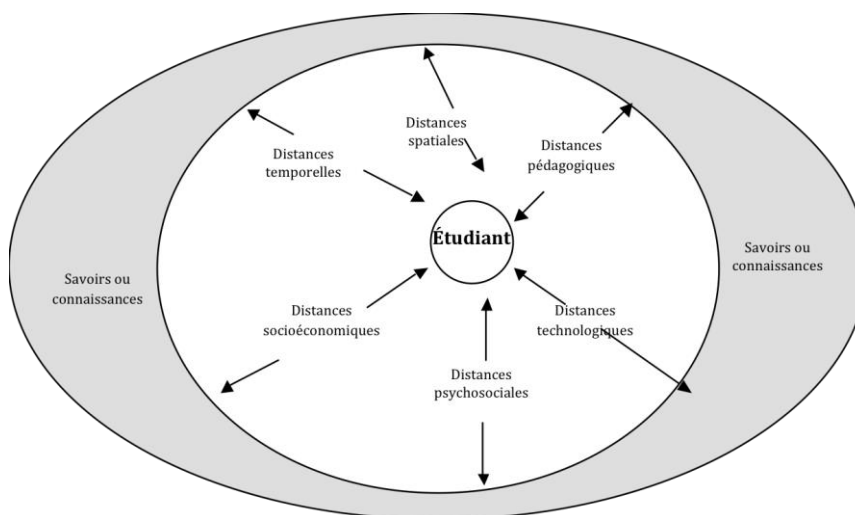 Distances
spatiales
Distances
temporelles
Distances
pédagogiques
Étudiant
Savoirs ou
connaissances
Savoirs ou
connaissances
Distances
socioéconomiques
Distances
technologiques
Distances
psychosociales